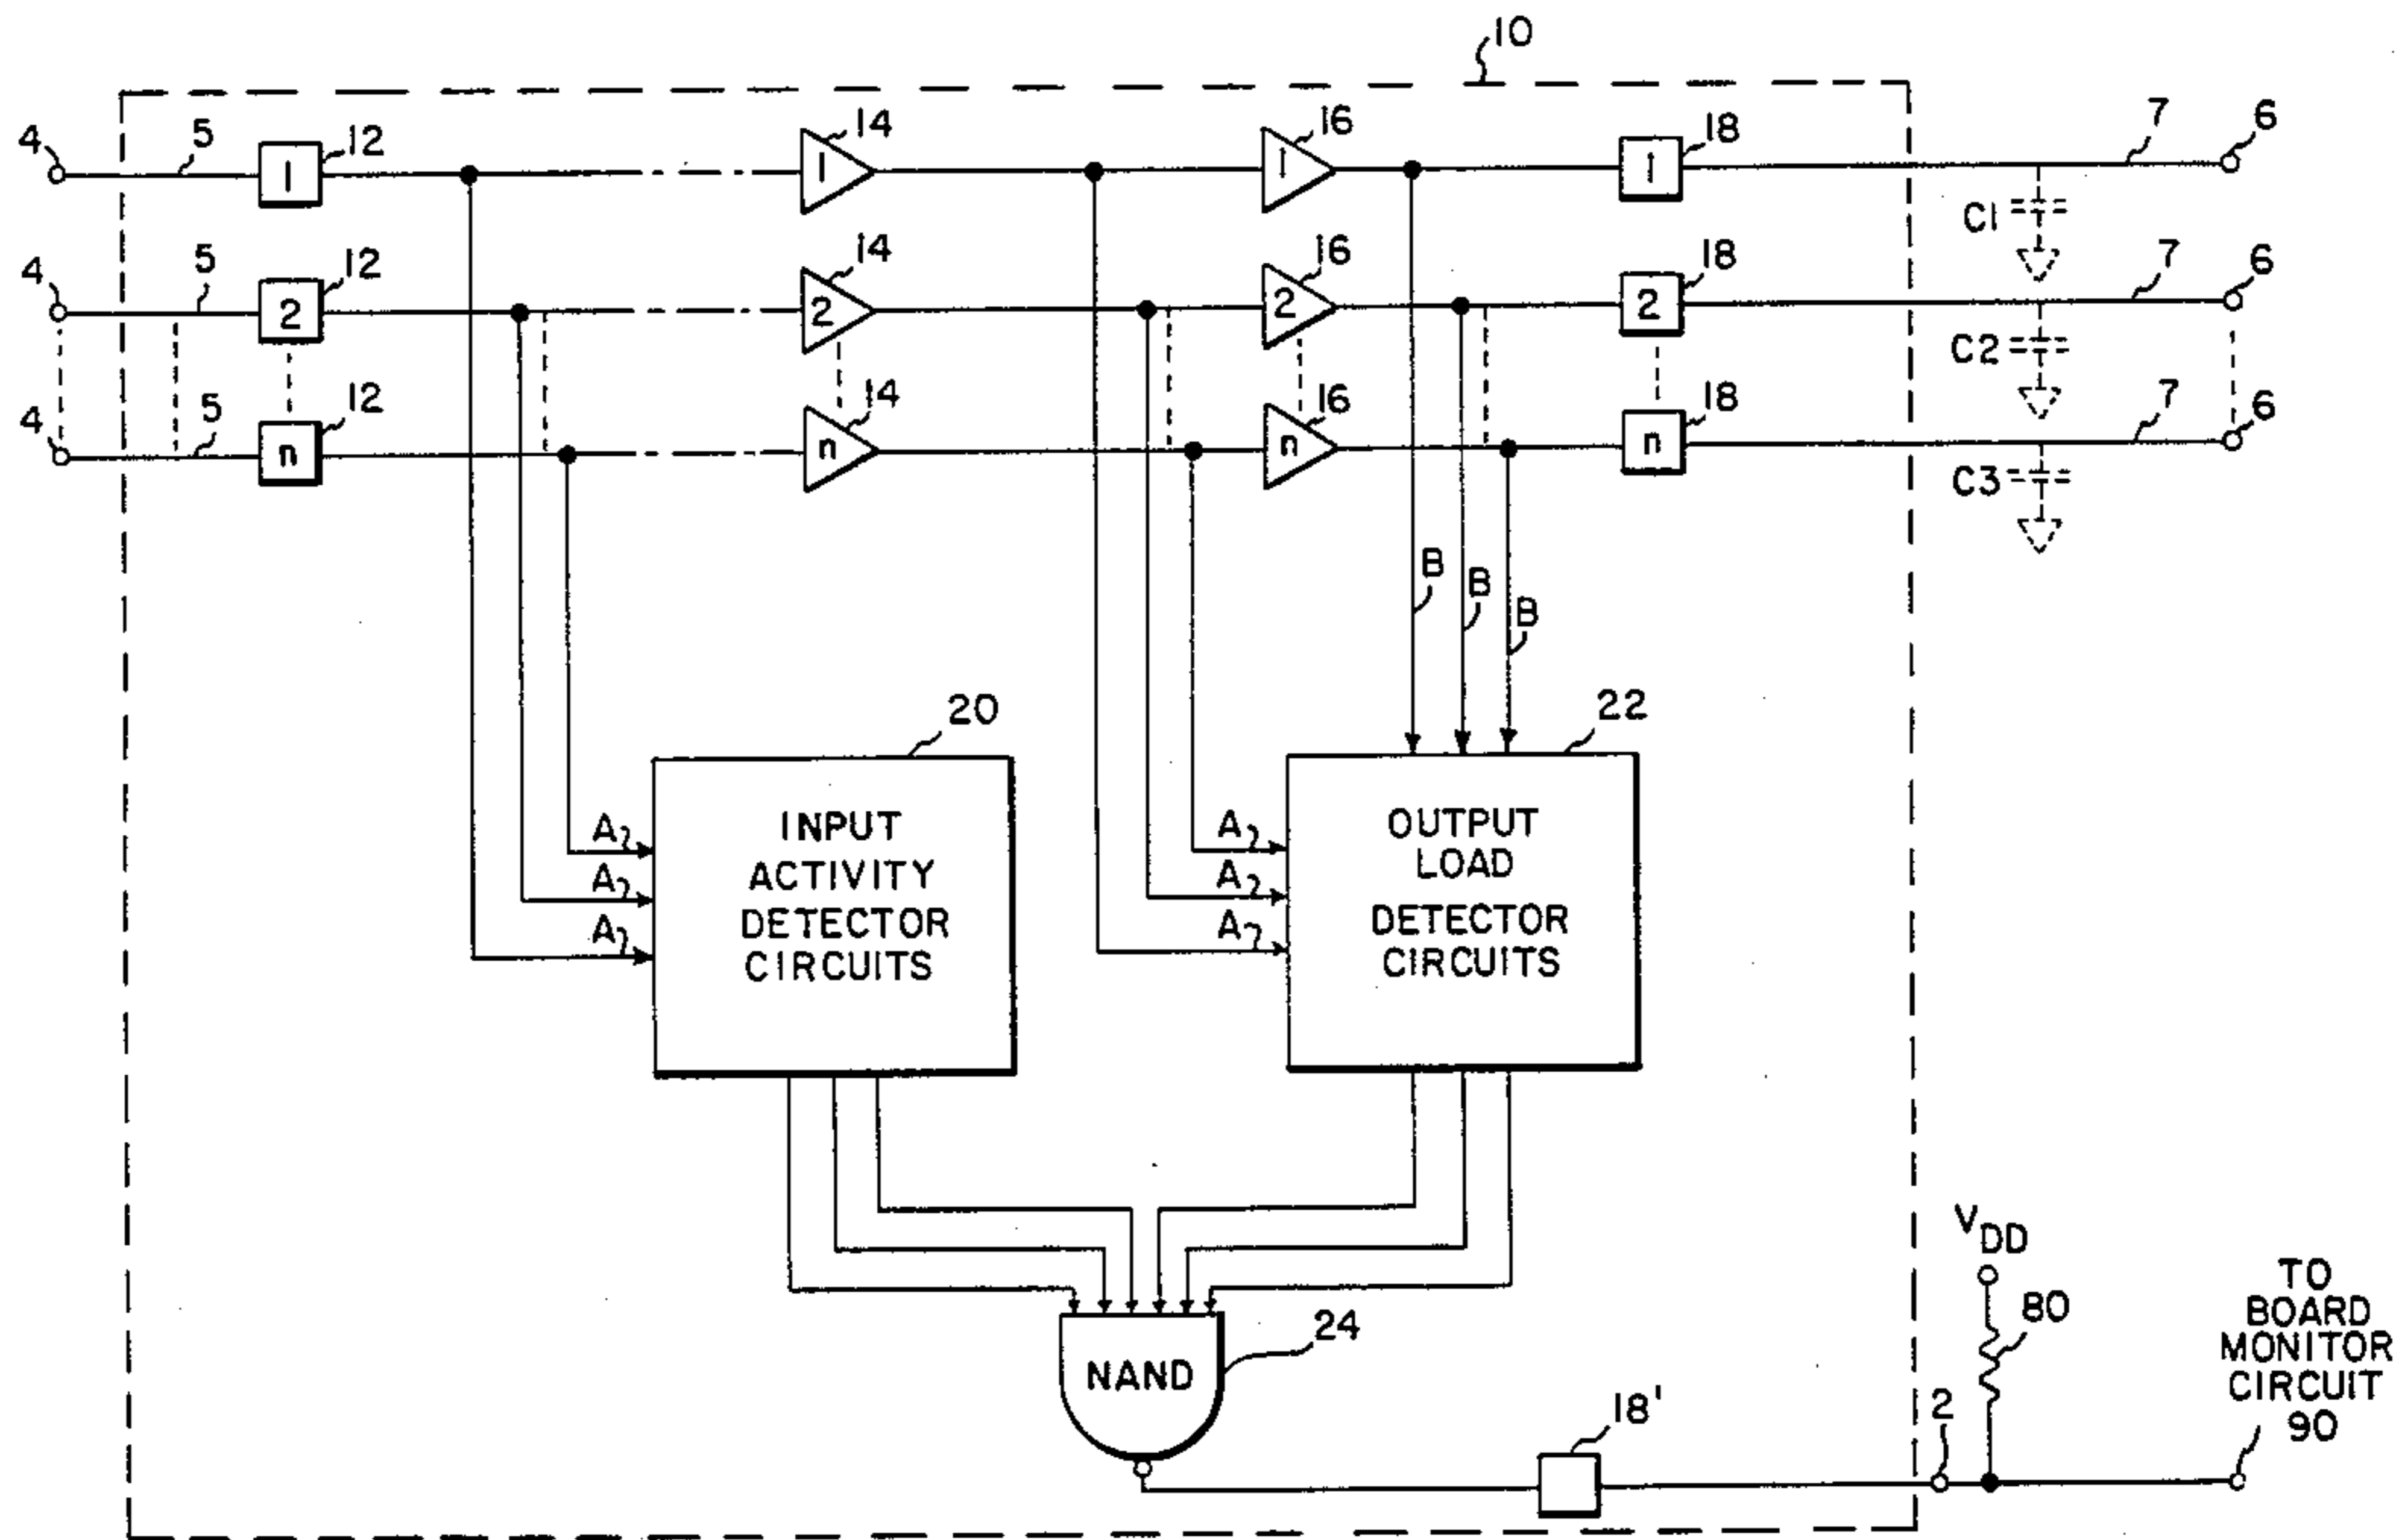 10
4 5 1 12 1 14 1 16 1 18 7 6
C1
4 5 2 12 2 14 2 16 2 18 7 6
C2
4 5 n 12 n 14 n 16 n 18 7 6
C3
B B B
20 22
A A
A A
A A
INPUT
ACTIVITY
DETECTOR
CIRCUITS
OUTPUT
LOAD
DETECTOR
CIRCUITS
NAND 24
18' 2
VDD
80
TO
BOARD
MONITOR
CIRCUIT
90